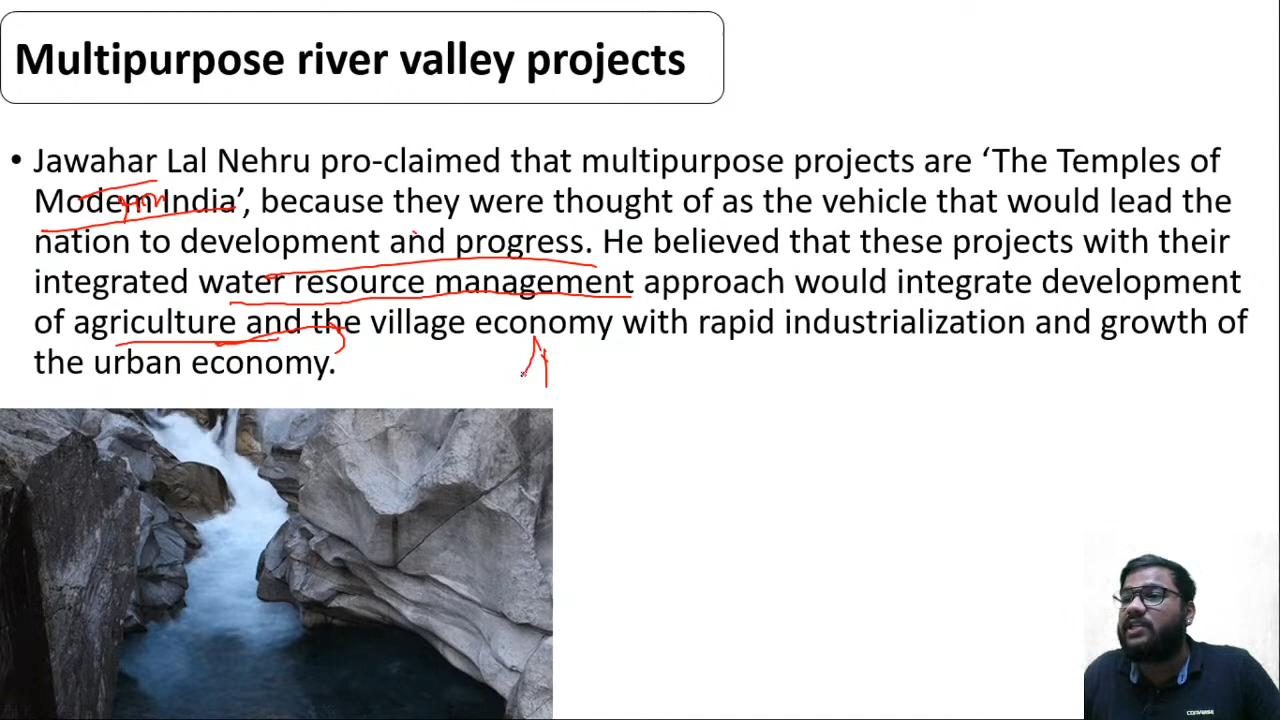 Multipurpose river valley projects
• Jawahar Lal Nehru pro-claimed that multipurpose projects are ‘The Temples of
Modern India’, because they were thought of as the vehicle that would lead the
nation to development and progress. He believed that these projects with their
integrated water resource management approach would integrate development
of agriculture and the village economy with rapid industrialization and growth of
the urban economy.
CONVERSE